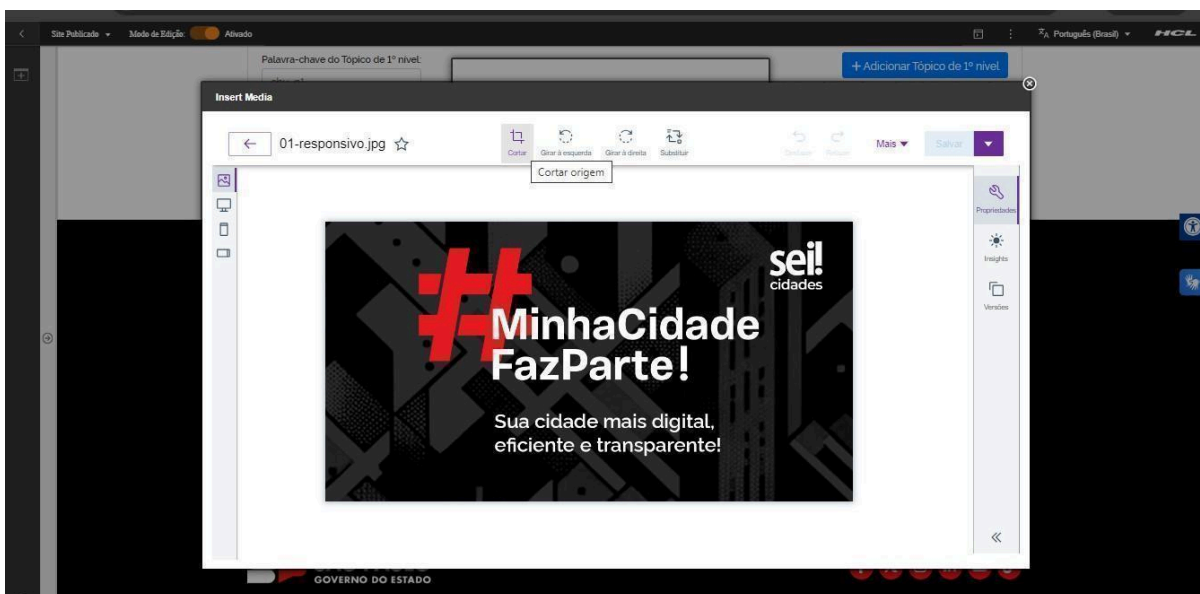 Site Publicado
Modo de Edição:
Ativado
Português (Brasil)
HCL
Palavra-chave do Tópico de 1º nível:
+ Adicionar Tópico de 1º nível
Insert Media
01-responsivo.jpg
Cortar
Girar à esquerda
Girar à direita
Substituir
Mais
Salvar
Cortar origem
Propriedades
Insights
Versões
sei!
cidades
#MinhaCidade
FazParte!
Sua cidade mais digital,
eficiente e transparente!
GOVERNO DO ESTADO